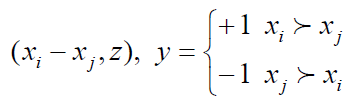 (x_i − x_j, z), y = { +1 x_i ≻ x_j
−1 x_j ≻ x_i